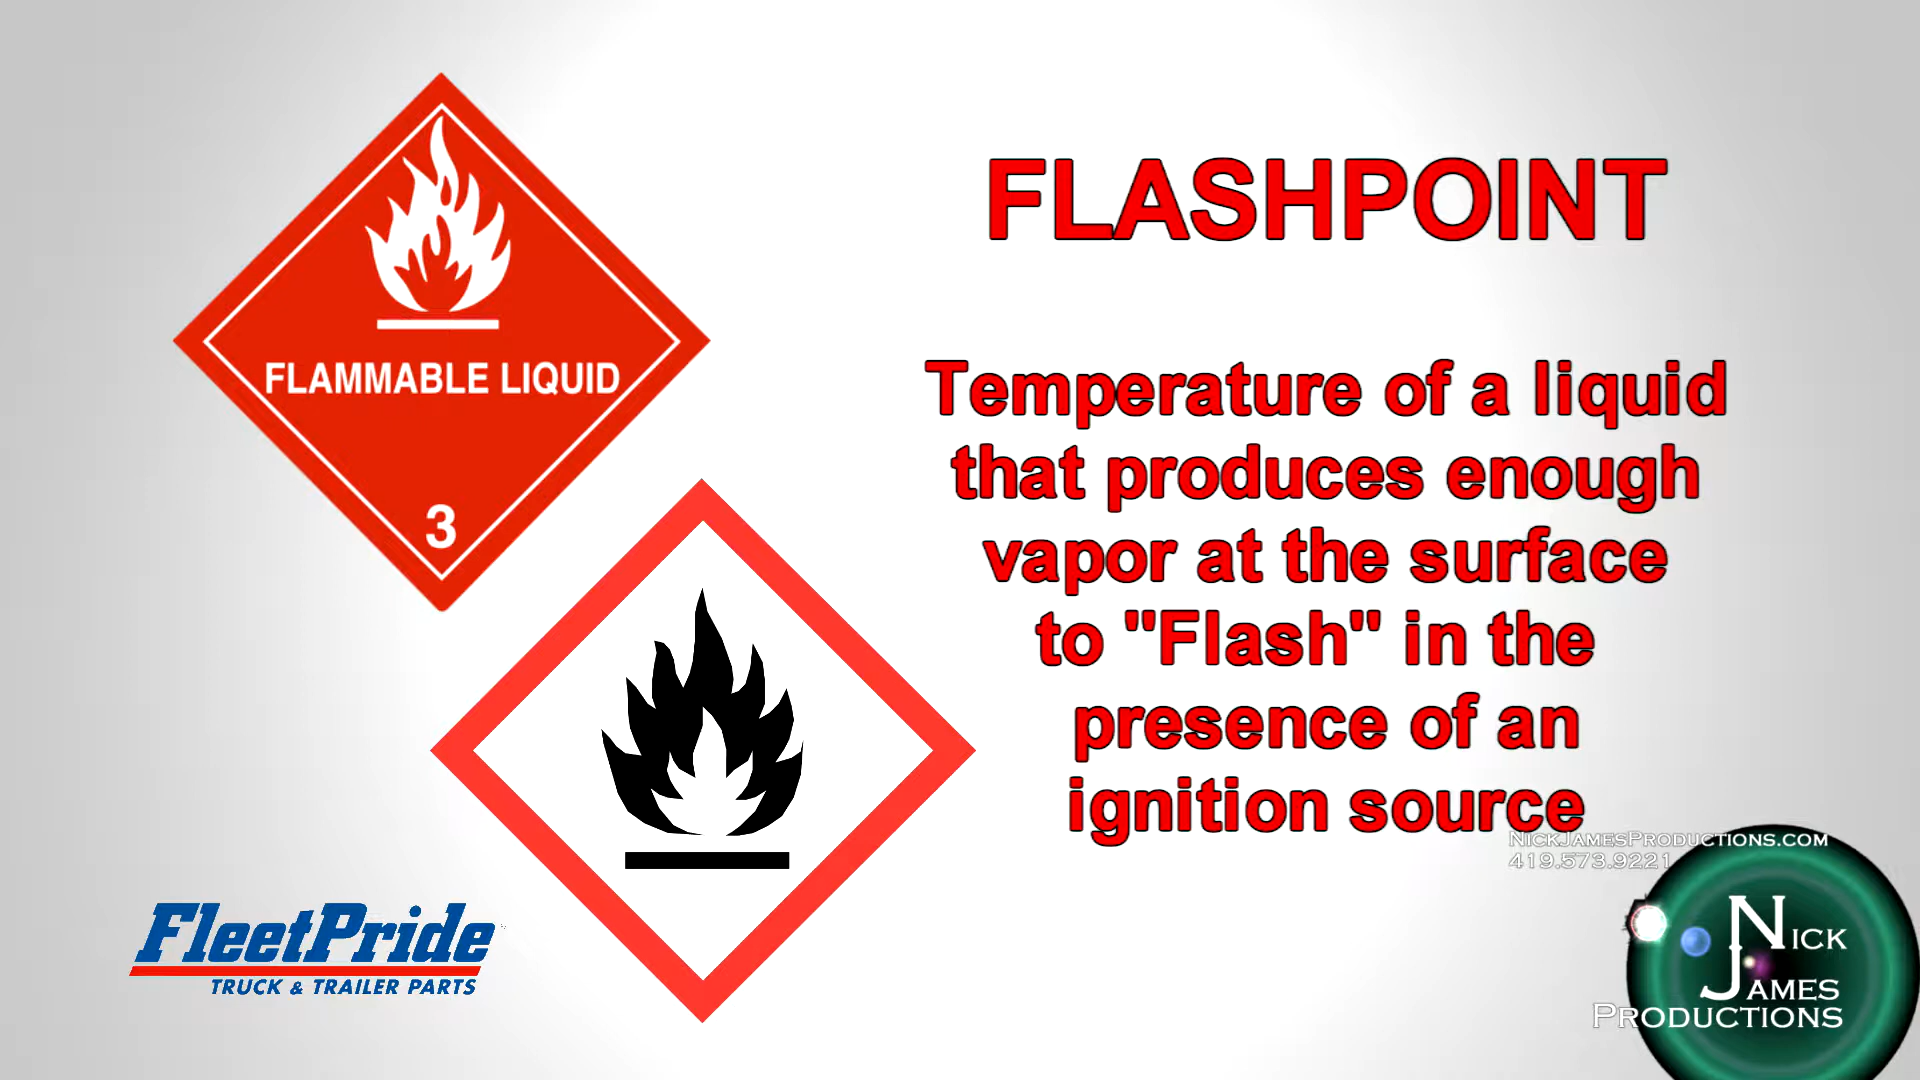 FLAMMABLE LIQUID
3
FLASHPOINT
Temperature of a liquid
that produces enough
vapor at the surface
to "Flash" in the
presence of an
ignition source
FleetPride
TRUCK & TRAILER PARTS
NICKJAMESPRODUCTIONS.COM
419.573.9221
NICK
JAMES
PRODUCTIONS